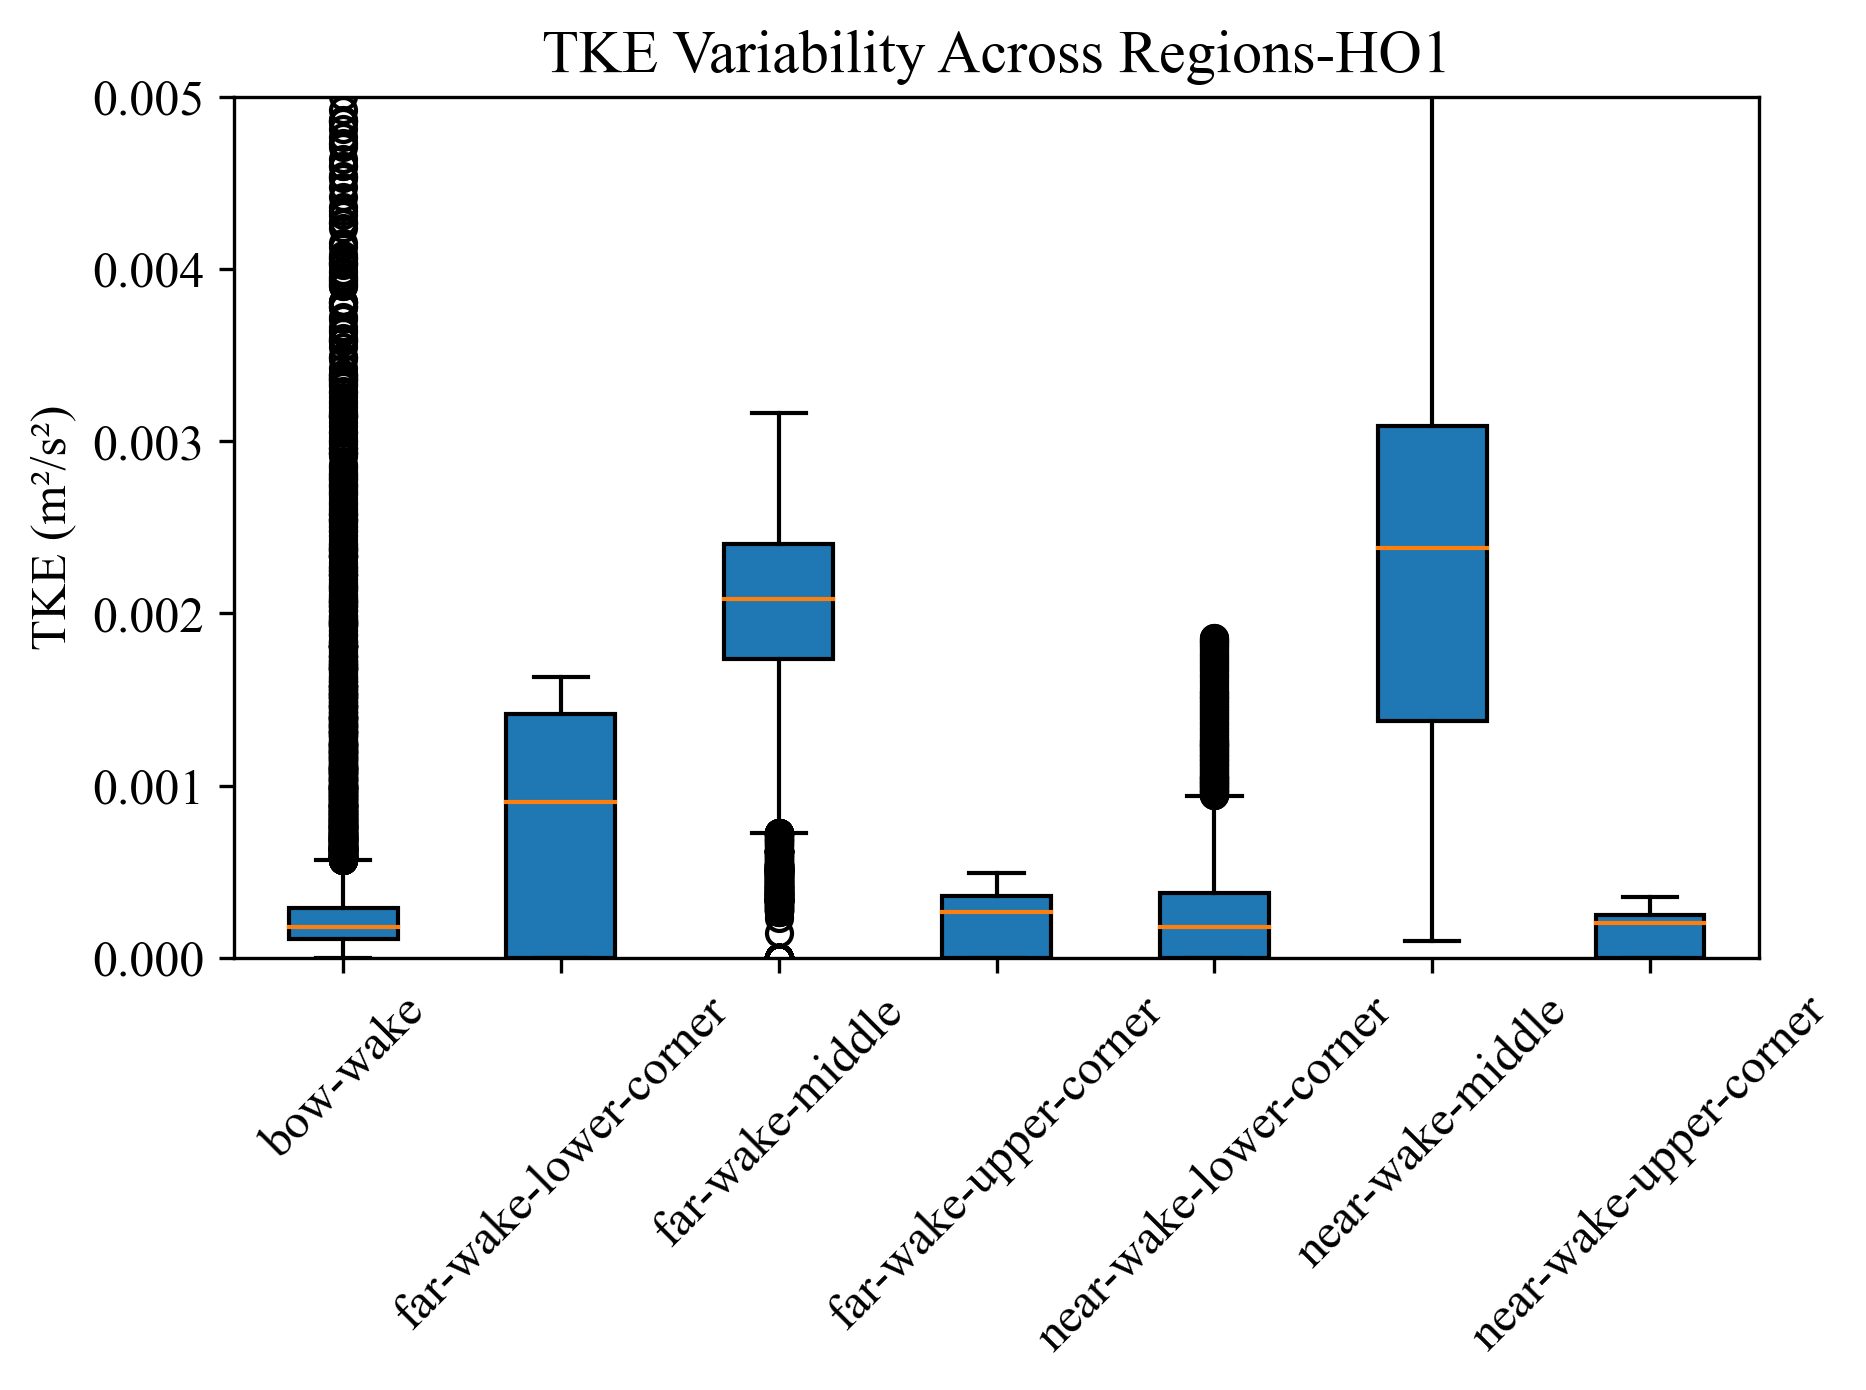 TKE Variability Across Regions-HO1
TKE (m²/s²)
0.005
0.004
0.003
0.002
0.001
0.000
bow-wake
far-wake-lower-corner
far-wake-middle
far-wake-upper-corner
near-wake-lower-corner
near-wake-middle
near-wake-upper-corner